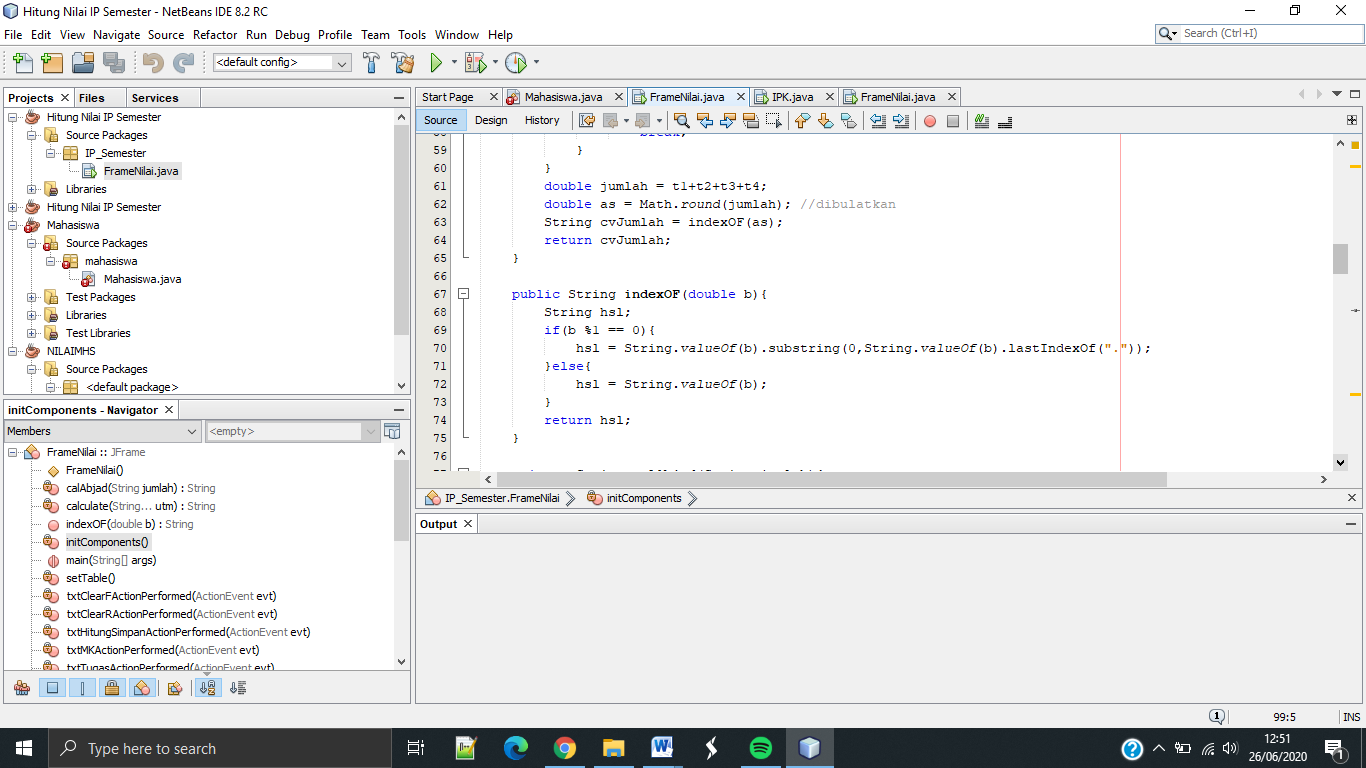 Hitung Nilai IP Semester - NetBeans IDE 8.2 RC
File Edit View Navigate Source Refactor Run Debug Profile Team Tools Window Help
Search (Ctrl+I)
<default config>
Projects Files Services
Hitung Nilai IP Semester
Source Packages
IP_Semester
FrameNilai.java
Libraries
Hitung Nilai IP Semester
Mahasiswa
Source Packages
mahasiswa
Mahasiswa.java
Test Packages
Libraries
Test Libraries
NILAIMHS
Source Packages
<default package>
initComponents - Navigator
Members <empty>
FrameNilai :: JFrame
FrameNilai()
calAbjad(String jumlah) : String
calculate(String... utm) : String
indexOF(double b) : String
initComponents()
main(String[] args)
setTable()
txtClearFActionPerformed(ActionEvent evt)
txtClearRActionPerformed(ActionEvent evt)
txtHitungSimpanActionPerformed(ActionEvent evt)
txtMKActionPerformed(ActionEvent evt)
txtTugasActionPerformed(ActionEvent evt)
Start Page Mahasiswa.java FrameNilai.java IPK.java FrameNilai.java
Source Design History
break;
59 }
60 }
61 double jumlah = t1+t2+t3+t4;
62 double as = Math.round(jumlah); //dibulatkan
63 String cvJumlah = indexOF(as);
64 return cvJumlah;
65 }
66
67 public String indexOF(double b){
68 String hsl;
69 if(b %1 == 0){
70 hsl = String.valueOf(b).substring(0,String.valueOf(b).lastIndexOf("."));
71 }else{
72 hsl = String.valueOf(b);
73 }
74 return hsl;
75 }
76
IP_Semester.FrameNilai initComponents
Output
1 99:5 INS
Type here to search
12:51
26/06/2020
1